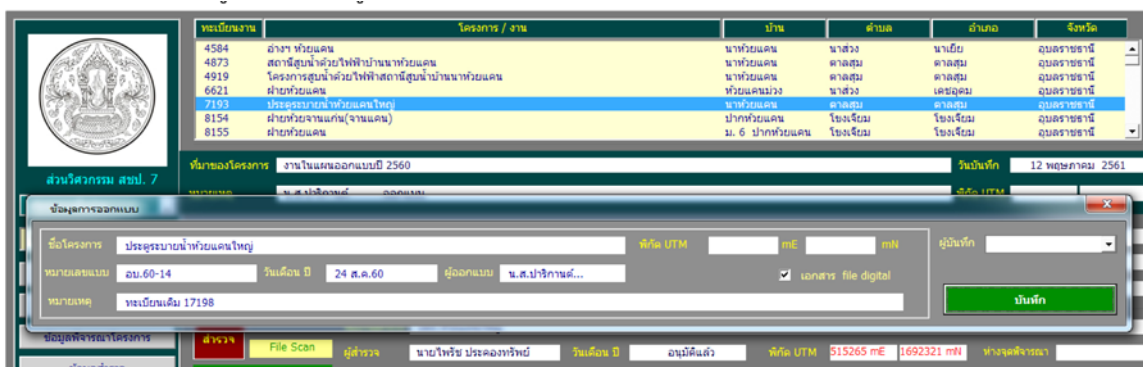 ทะเบียนงาน โครงการ / งาน บ้าน ตำบล อำเภอ จังหวัด
4584 อ่างฯ ห้วยแคน นาห้วยแคน นาส่วง นาเยีย อุบลราชธานี
4873 สถานีสูบน้ำด้วยไฟฟ้าบ้านนาห้วยแคน นาห้วยแคน ตาลสุม ตาลสุม อุบลราชธานี
4919 โครงการสูบน้ำด้วยไฟฟ้าสถานีสูบน้ำบ้านนาห้วยแคน นาห้วยแคน ตาลสุม ตาลสุม อุบลราชธานี
6621 ฝายห้วยแคน ห้วยแคนม่วง นาส่วง เดชอุดม อุบลราชธานี
7193 ประตูระบายน้ำห้วยแคนใหญ่ นาห้วยแคน ตาลสุม ตาลสุม อุบลราชธานี
8154 ฝายห้วยจานแก่น(จานแคน) ปากห้วยแคน โขงเจียม โขงเจียม อุบลราชธานี
8155 ฝายห้วยแคน ม. 6 ปากห้วยแคน โขงเจียม โขงเจียม อุบลราชธานี
ส่วนวิศวกรรม สชป. 7
ที่มาของโครงการ งานในแผนออกแบบปี 2560 วันบันทึก 12 พฤษภาคม 2561
หมายเหตุ น.ส.ปาริกานต์ ออกแบบ พิกัด UTM
ข้อมูลการออกแบบ
ชื่อโครงการ ประตูระบายน้ำห้วยแคนใหญ่ พิกัด UTM mE mN ผู้บันทึก
หมายเลขแบบ อบ.60-14 วันเดือน ปี 24 ส.ค.60 ผู้ออกแบบ น.ส.ปาริกานต์... เอกสาร file digital
หมายเหตุ ทะเบียนเดิม 17198 บันทึก
ข้อมูลพิจารณาโครงการ
สำรวจ File Scan ผู้สำรวจ นายไพรัช ประคองทรัพย์ วันเดือน ปี อนุมัติแล้ว พิกัด UTM 515265 mE 1692321 mN ห่างจุดพิจารณา